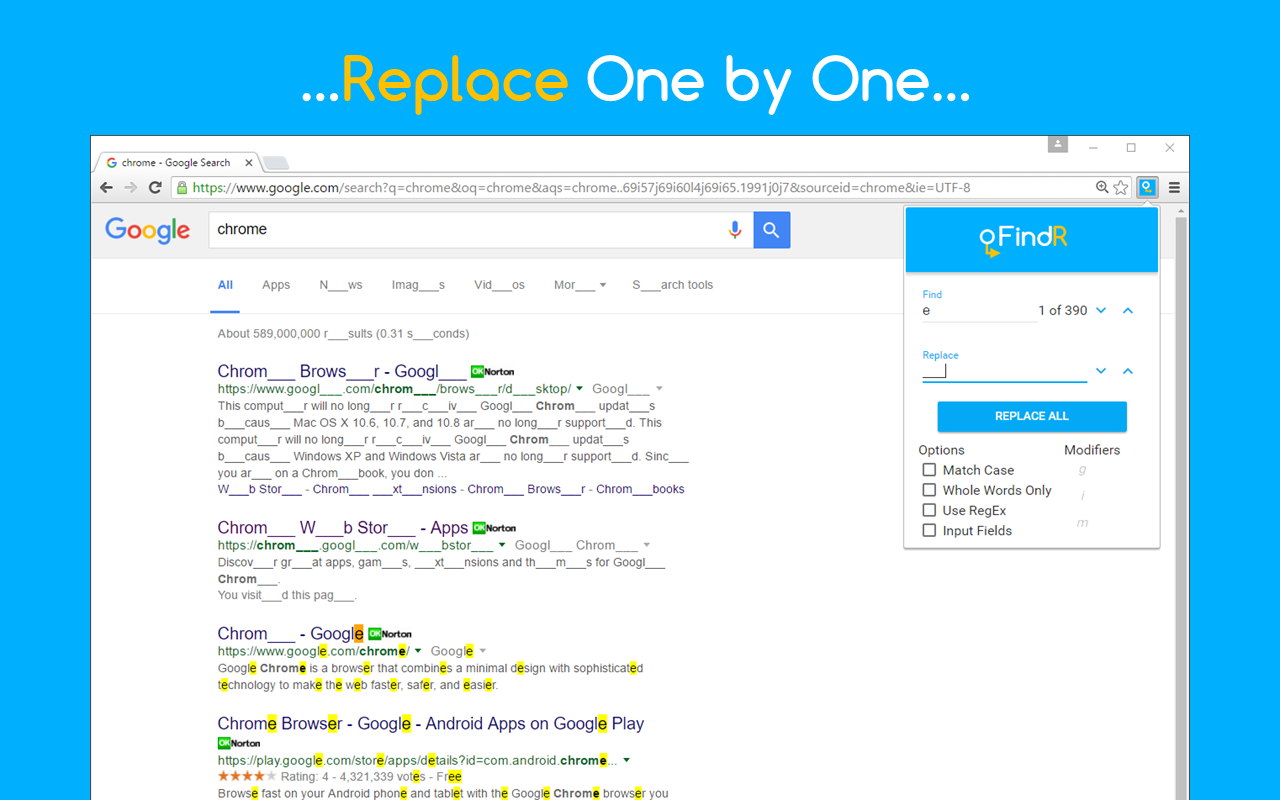 ...Replace One by One...
chrome - Google Search
https://www.google.com/search?q=chrome&oq=chrome&aqs=chrome..69i57j69i60l4j69i65.1991j0j7&sourceid=chrome&ie=UTF-8
Google
chrome
FindR
All Apps N___ws Imag___s Vid___os Mor___ S___arch tools
Find
e 1 of 390
Replace
___
REPLACE ALL
Options Modifiers
Match Case g
Whole Words Only i
Use RegEx
Input Fields m
About 589,000,000 r___sults (0.31 s___conds)
Chrom___ Brows___r - Googl___ OK Norton
https://www.googl___.com/chrom___/brows___r/d___sktop/ Googl___
This comput___r will no long___r r___c___iv___ Googl___ Chrom___ updat___s
b___caus___ Mac OS X 10.6, 10.7, and 10.8 ar___ no long___r support___d. This
comput___r will no long___r r___c___iv___ Googl___ Chrom___ updat___s
b___caus___ Windows XP and Windows Vista ar___ no long___r support___d. Sinc___
you ar___ on a Chrom___book, you don ...
W___b Stor___ - Chrom___ ___xt___nsions - Chrom___ Brows___r - Chrom___books
Chrom___ W___b Stor___ - Apps OK Norton
https://chrom___.googl___.com/w___bstor___ Googl___ Chrom___
Discov___r gr___at apps, gam___s, ___xt___nsions and th___m___s for Googl___
Chrom___.
You visit___d this pag___.
Chrom___ - Google OK Norton
https://www.google.com/chrome/ Google
Google Chrome is a browser that combines a minimal design with sophisticated
technology to make the web faster, safer, and easier.
Chrome Browser - Google - Android Apps on Google Play
OK Norton
https://play.google.com/store/apps/details?id=com.android.chrome...
Rating: 4 - 4,321,339 votes - Free
Browse fast on your Android phone and tablet with the Google Chrome browser you